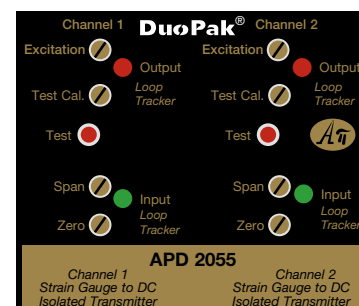 Channel 1 DuoPak® Channel 2
Excitation Excitation
Output Output
Test Cal. Loop Tracker Test Cal. Loop Tracker
Test Test
Span Span
Input Input
Loop Loop
Zero Tracker Zero Tracker
APD 2055
Channel 1 Channel 2
Strain Gauge to DC Strain Gauge to DC
Isolated Transmitter Isolated Transmitter